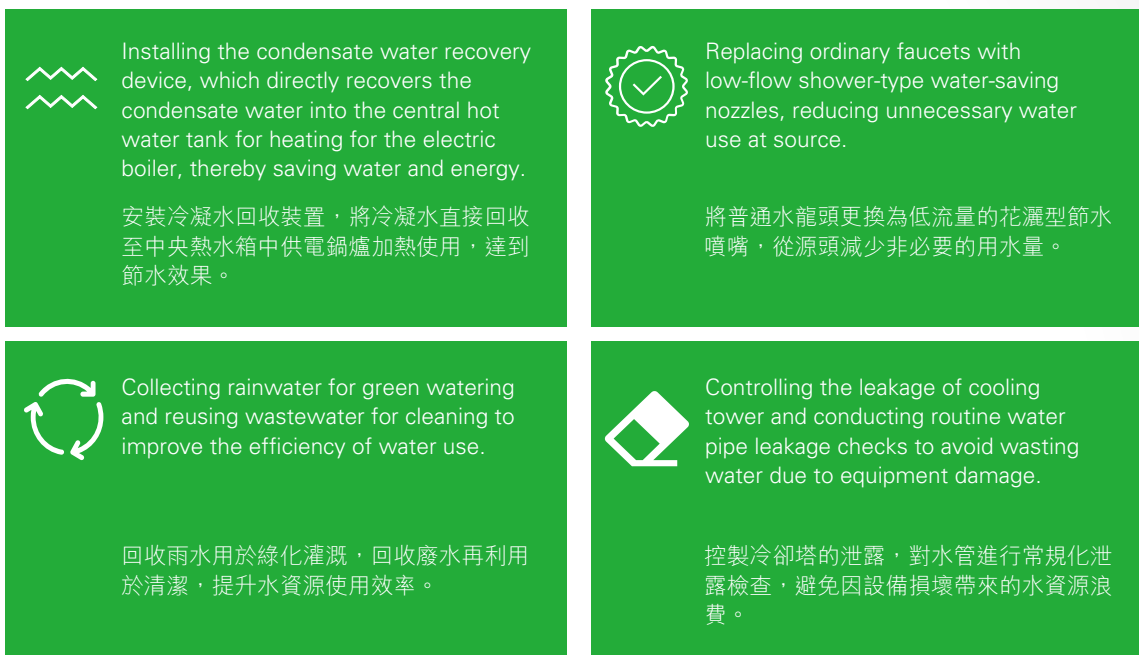 Installing the condensate water recovery
device, which directly recovers the
condensate water into the central hot
water tank for heating for the electric
boiler, thereby saving water and energy.
安裝冷凝水回收裝置，將冷凝水直接回收
至中央熱水箱中供電鍋爐加熱使用，達到
節水效果。
Replacing ordinary faucets with
low-flow shower-type water-saving
nozzles, reducing unnecessary water
use at source.
將普通水龍頭更換為低流量的花灑型節水
噴嘴，從源頭減少非必要的用水量。
Collecting rainwater for green watering
and reusing wastewater for cleaning to
improve the efficiency of water use.
回收雨水用於綠化灌溉，回收廢水再利用
於清潔，提升水資源使用效率。
Controlling the leakage of cooling
tower and conducting routine water
pipe leakage checks to avoid wasting
water due to equipment damage.
控製冷卻塔的泄露，對水管進行常規化泄
露檢查，避免因設備損壞帶來的水資源浪
費。